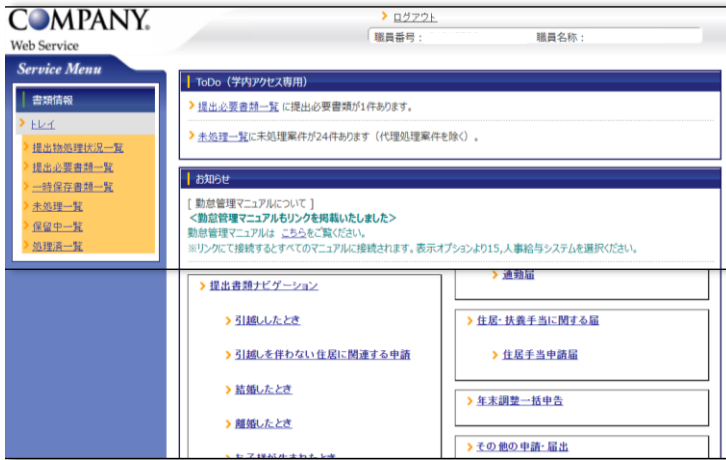 COMPANY.
Web Service
ログアウト
職員番号：
職員名称：
Service Menu
書類情報
トレイ
提出物処理状況一覧
提出必要書類一覧
一時保存書類一覧
未処理一覧
保留中一覧
処理済一覧
ToDo（学内アクセス専用）
提出必要書類一覧 に提出必要書類が1件あります。
未処理一覧に未処理案件が24件あります（代理処理案件を除く）。
お知らせ
[ 勤怠管理マニュアルについて ]
＜勤怠管理マニュアルもリンクを掲載いたしました＞
勤怠管理マニュアルは こちらをご覧ください。
※リンクにて接続するとすべてのマニュアルに接続されます。表示オプションより15,人事給与システムを選択ください。
提出書類ナビゲーション
引越ししたとき
引越しを伴わない住居に関連する申請
結婚したとき
離婚したとき
お子様が生まれたとき
通勤届
住居・扶養手当に関する届
住居手当申請届
年末調整一括申告
その他の申請・届出